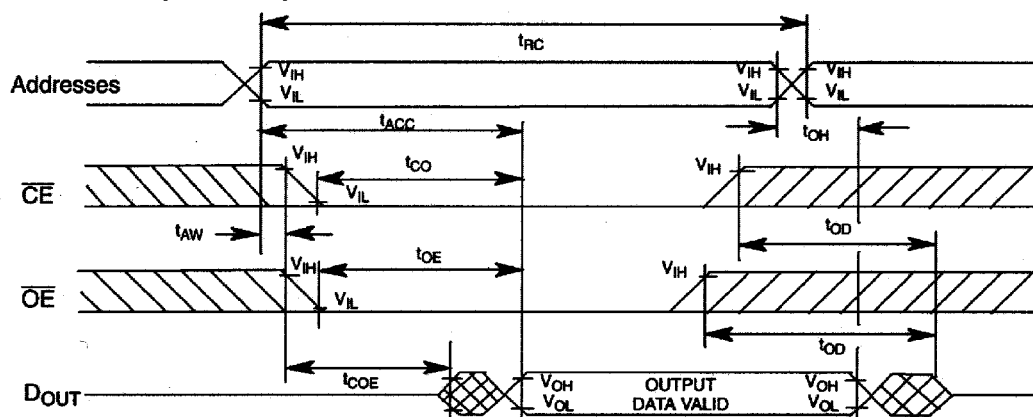 tRC
Addresses
VIH
VIL
VIH
VIL
VIH
VIL
tACC
tOH
CE
VIH
tCO
VIL
VIH
tAW
tOD
OE
VIH
tOE
VIL
VIH
tOD
tCOE
DOUT
VOH
VOL
OUTPUT
DATA VALID
VOH
VOL